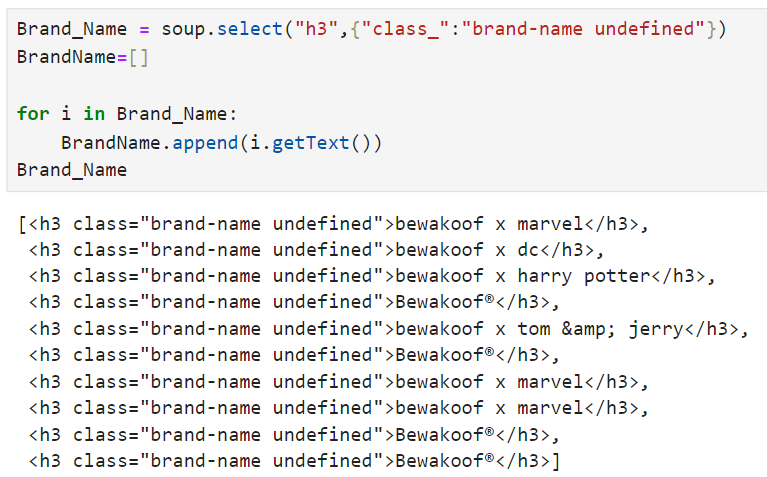 Brand_Name = soup.select("h3",{"class_":"brand-name undefined"})
BrandName=[]
for i in Brand_Name:
    BrandName.append(i.getText())
Brand_Name
[<h3 class="brand-name undefined">bewakoof x marvel</h3>,
 <h3 class="brand-name undefined">bewakoof x dc</h3>,
 <h3 class="brand-name undefined">bewakoof x harry potter</h3>,
 <h3 class="brand-name undefined">Bewakoof®</h3>,
 <h3 class="brand-name undefined">bewakoof x tom &amp; jerry</h3>,
 <h3 class="brand-name undefined">Bewakoof®</h3>,
 <h3 class="brand-name undefined">bewakoof x marvel</h3>,
 <h3 class="brand-name undefined">bewakoof x marvel</h3>,
 <h3 class="brand-name undefined">Bewakoof®</h3>,
 <h3 class="brand-name undefined">Bewakoof®</h3>]